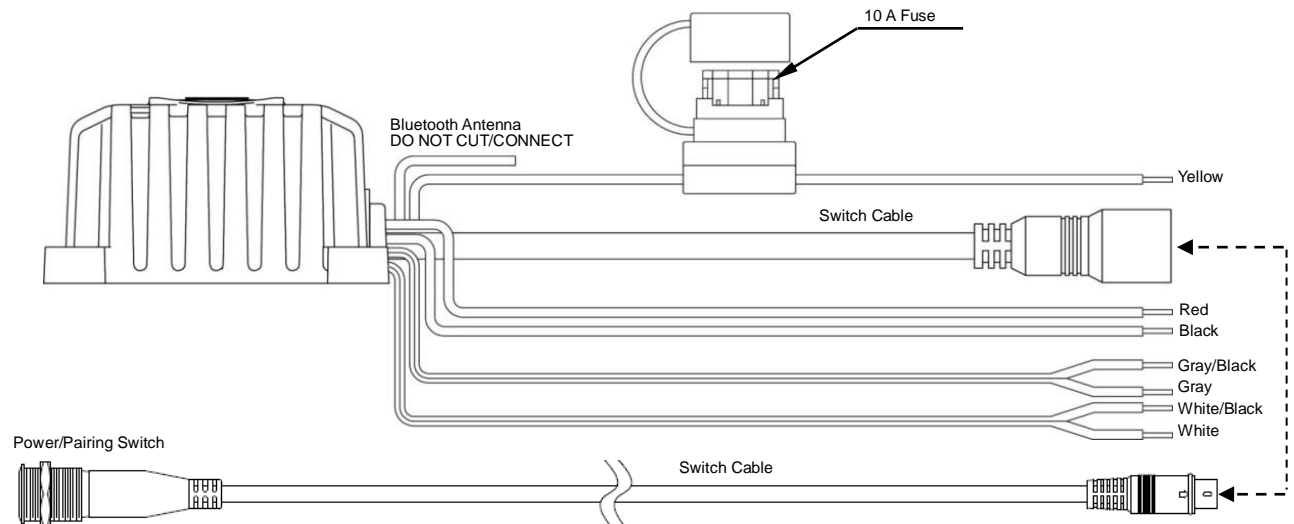 10 A Fuse
Bluetooth Antenna
DO NOT CUT/CONNECT
Yellow
Switch Cable
Red
Black
Gray/Black
Gray
White/Black
White
Power/Pairing Switch
Switch Cable